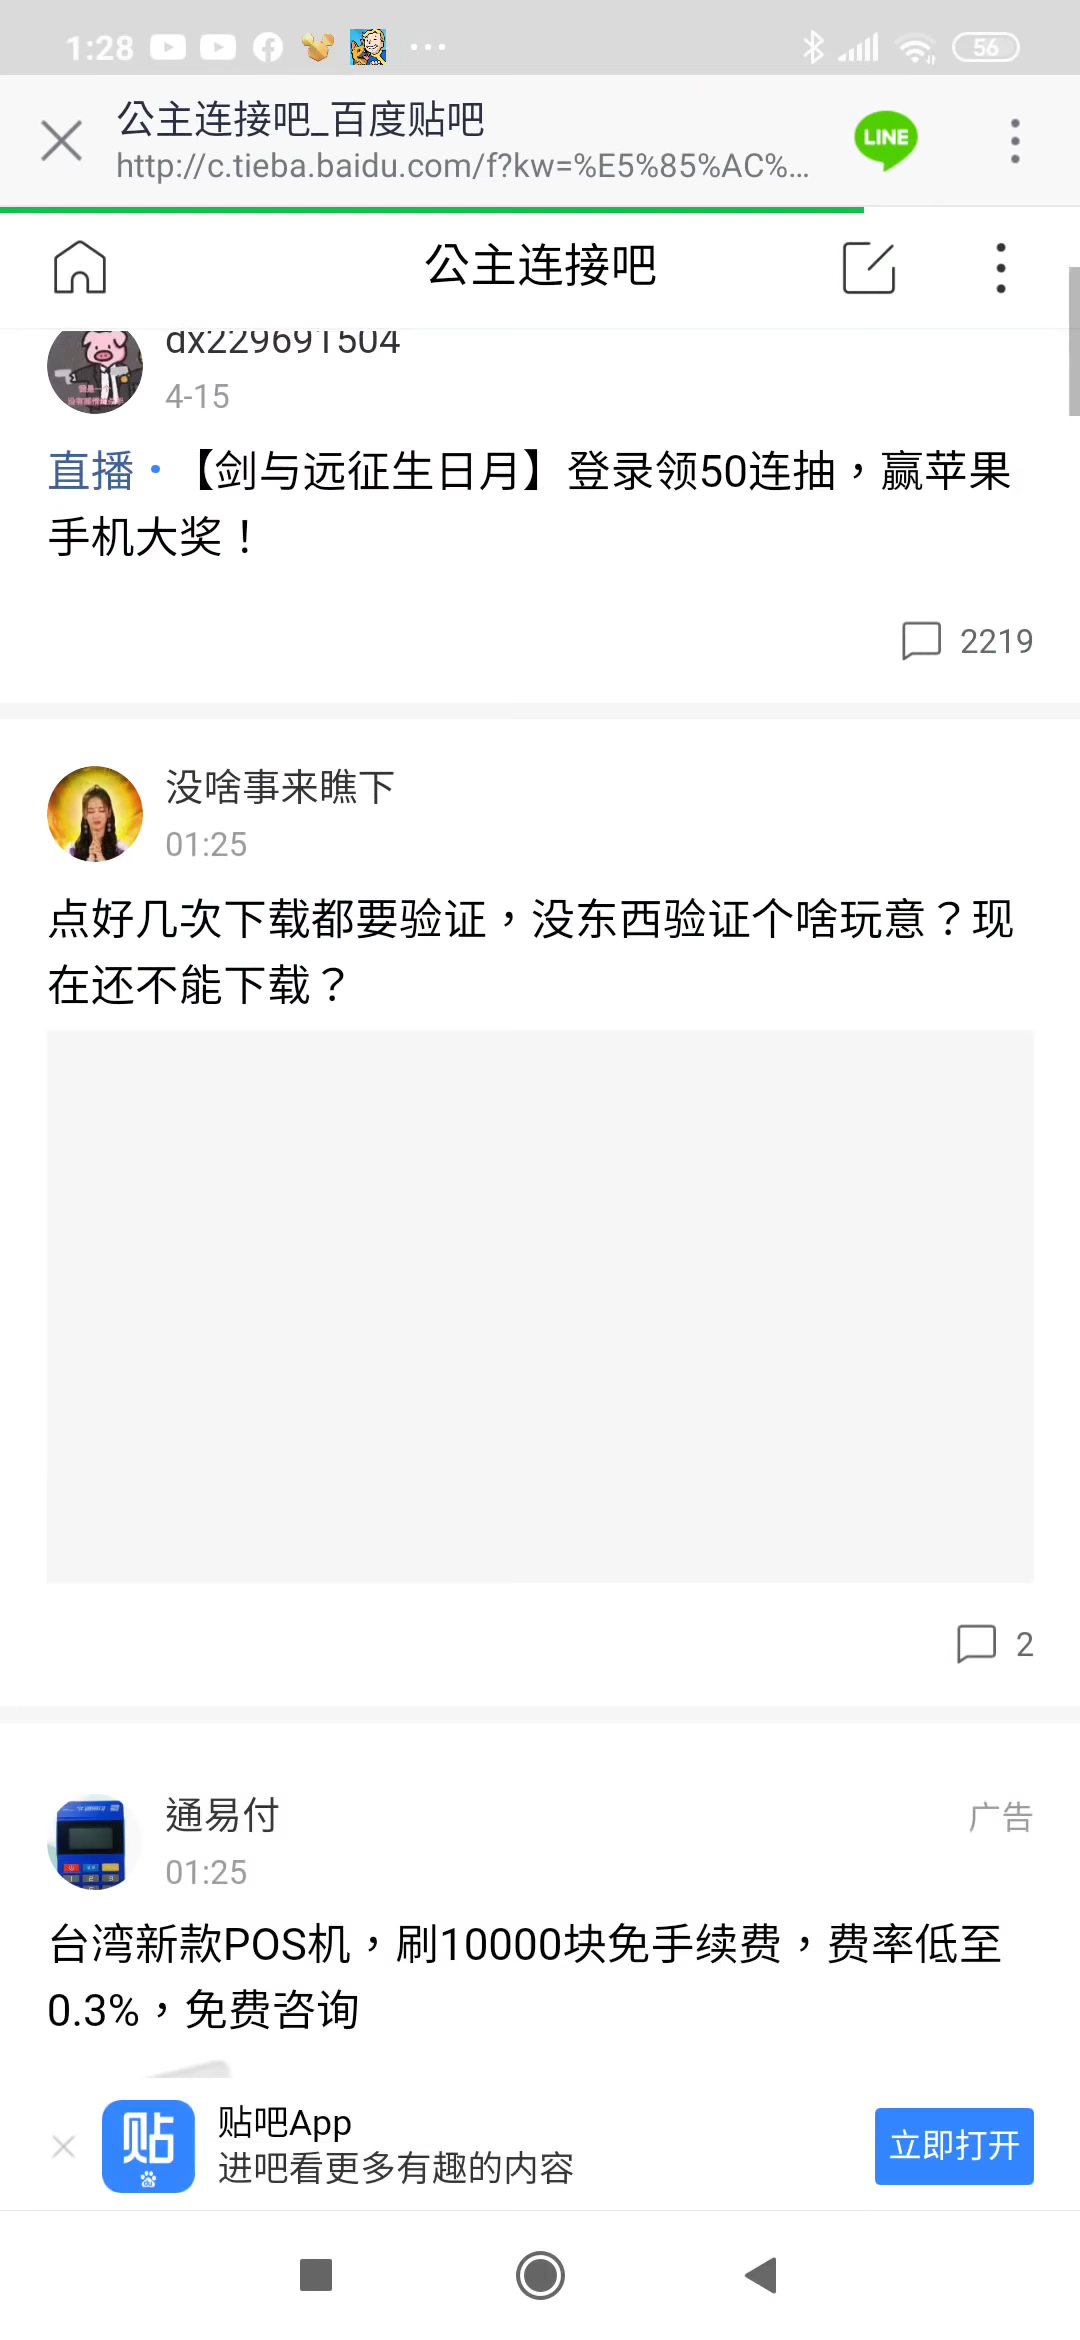 1:28
56
公主连接吧_百度贴吧
http://c.tieba.baidu.com/f?kw=%E5%85%AC%...
LINE
公主连接吧
dx229691504
4-15
直播·【剑与远征生日月】登录领50连抽，赢苹果
手机大奖！
2219
没啥事来瞧下
01:25
点好几次下载都要验证，没东西验证个啥玩意？现
在还不能下载？
2
通易付
广告
01:25
台湾新款POS机，刷10000块免手续费，费率低至
0.3%，免费咨询
贴
贴吧App
进吧看更多有趣的内容
立即打开